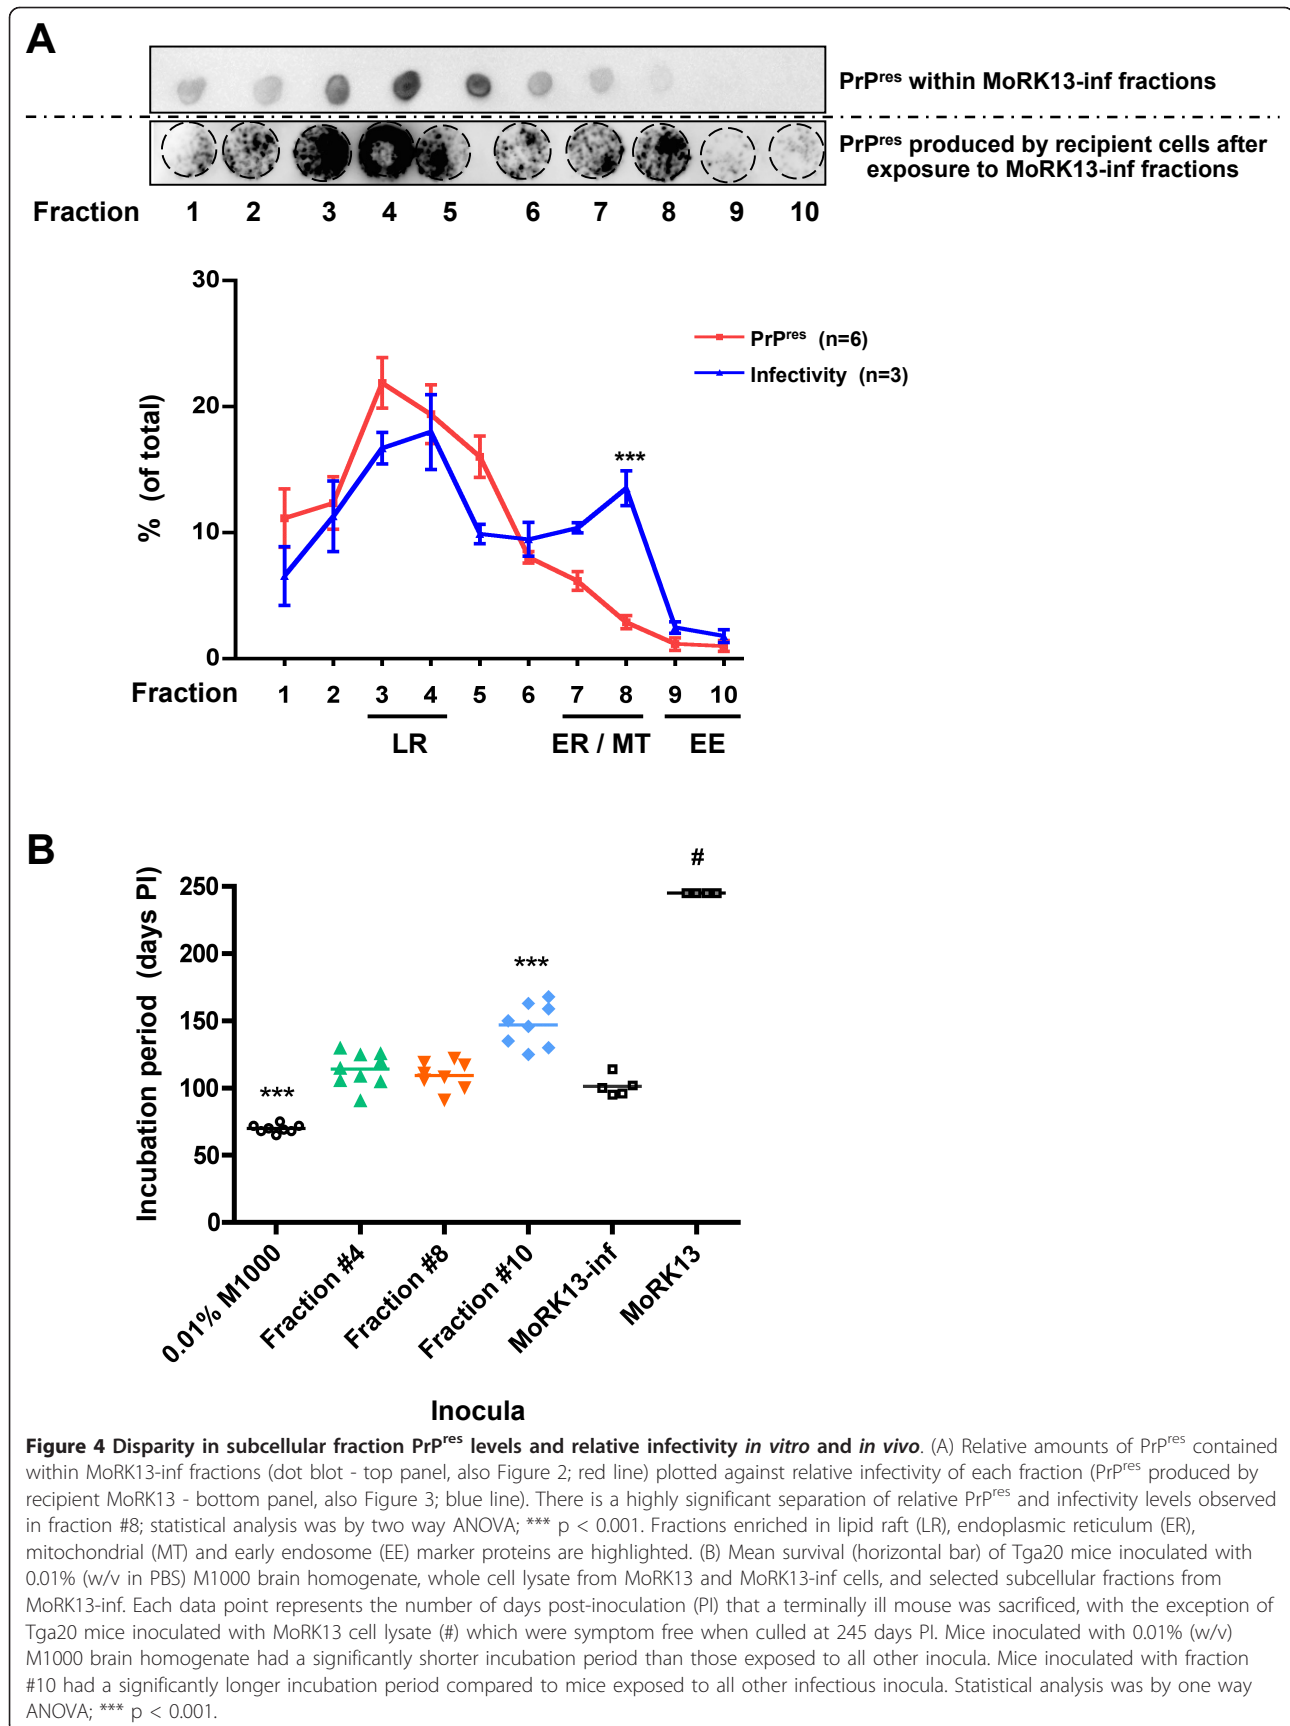 A
PrPres within MoRK13-inf fractions
PrPres produced by recipient cells after
exposure to MoRK13-inf fractions
Fraction 1 2 3 4 5 6 7 8 9 10
30
20
10
0
% (of total)
PrPres (n=6)
Infectivity (n=3)
***
Fraction 1 2 3 4 5 6 7 8 9 10
LR ER / MT EE
B
Incubation period (days PI)
250
200
150
100
50
0
***
***
#
0.01% M1000
Fraction #4
Fraction #8
Fraction #10
MoRK13-inf
MoRK13
Inocula
Figure 4 Disparity in subcellular fraction PrPres levels and relative infectivity in vitro and in vivo. (A) Relative amounts of PrPres contained
within MoRK13-inf fractions (dot blot - top panel, also Figure 2; red line) plotted against relative infectivity of each fraction (PrPres produced by
recipient MoRK13 - bottom panel, also Figure 3; blue line). There is a highly significant separation of relative PrPres and infectivity levels observed
in fraction #8; statistical analysis was by two way ANOVA; *** p < 0.001. Fractions enriched in lipid raft (LR), endoplasmic reticulum (ER),
mitochondrial (MT) and early endosome (EE) marker proteins are highlighted. (B) Mean survival (horizontal bar) of Tga20 mice inoculated with
0.01% (w/v in PBS) M1000 brain homogenate, whole cell lysate from MoRK13 and MoRK13-inf cells, and selected subcellular fractions from
MoRK13-inf. Each data point represents the number of days post-inoculation (PI) that a terminally ill mouse was sacrificed, with the exception of
Tga20 mice inoculated with MoRK13 cell lysate (#) which were symptom free when culled at 245 days PI. Mice inoculated with 0.01% (w/v)
M1000 brain homogenate had a significantly shorter incubation period than those exposed to all other inocula. Mice inoculated with fraction
#10 had a significantly longer incubation period compared to mice exposed to all other infectious inocula. Statistical analysis was by one way
ANOVA; *** p < 0.001.